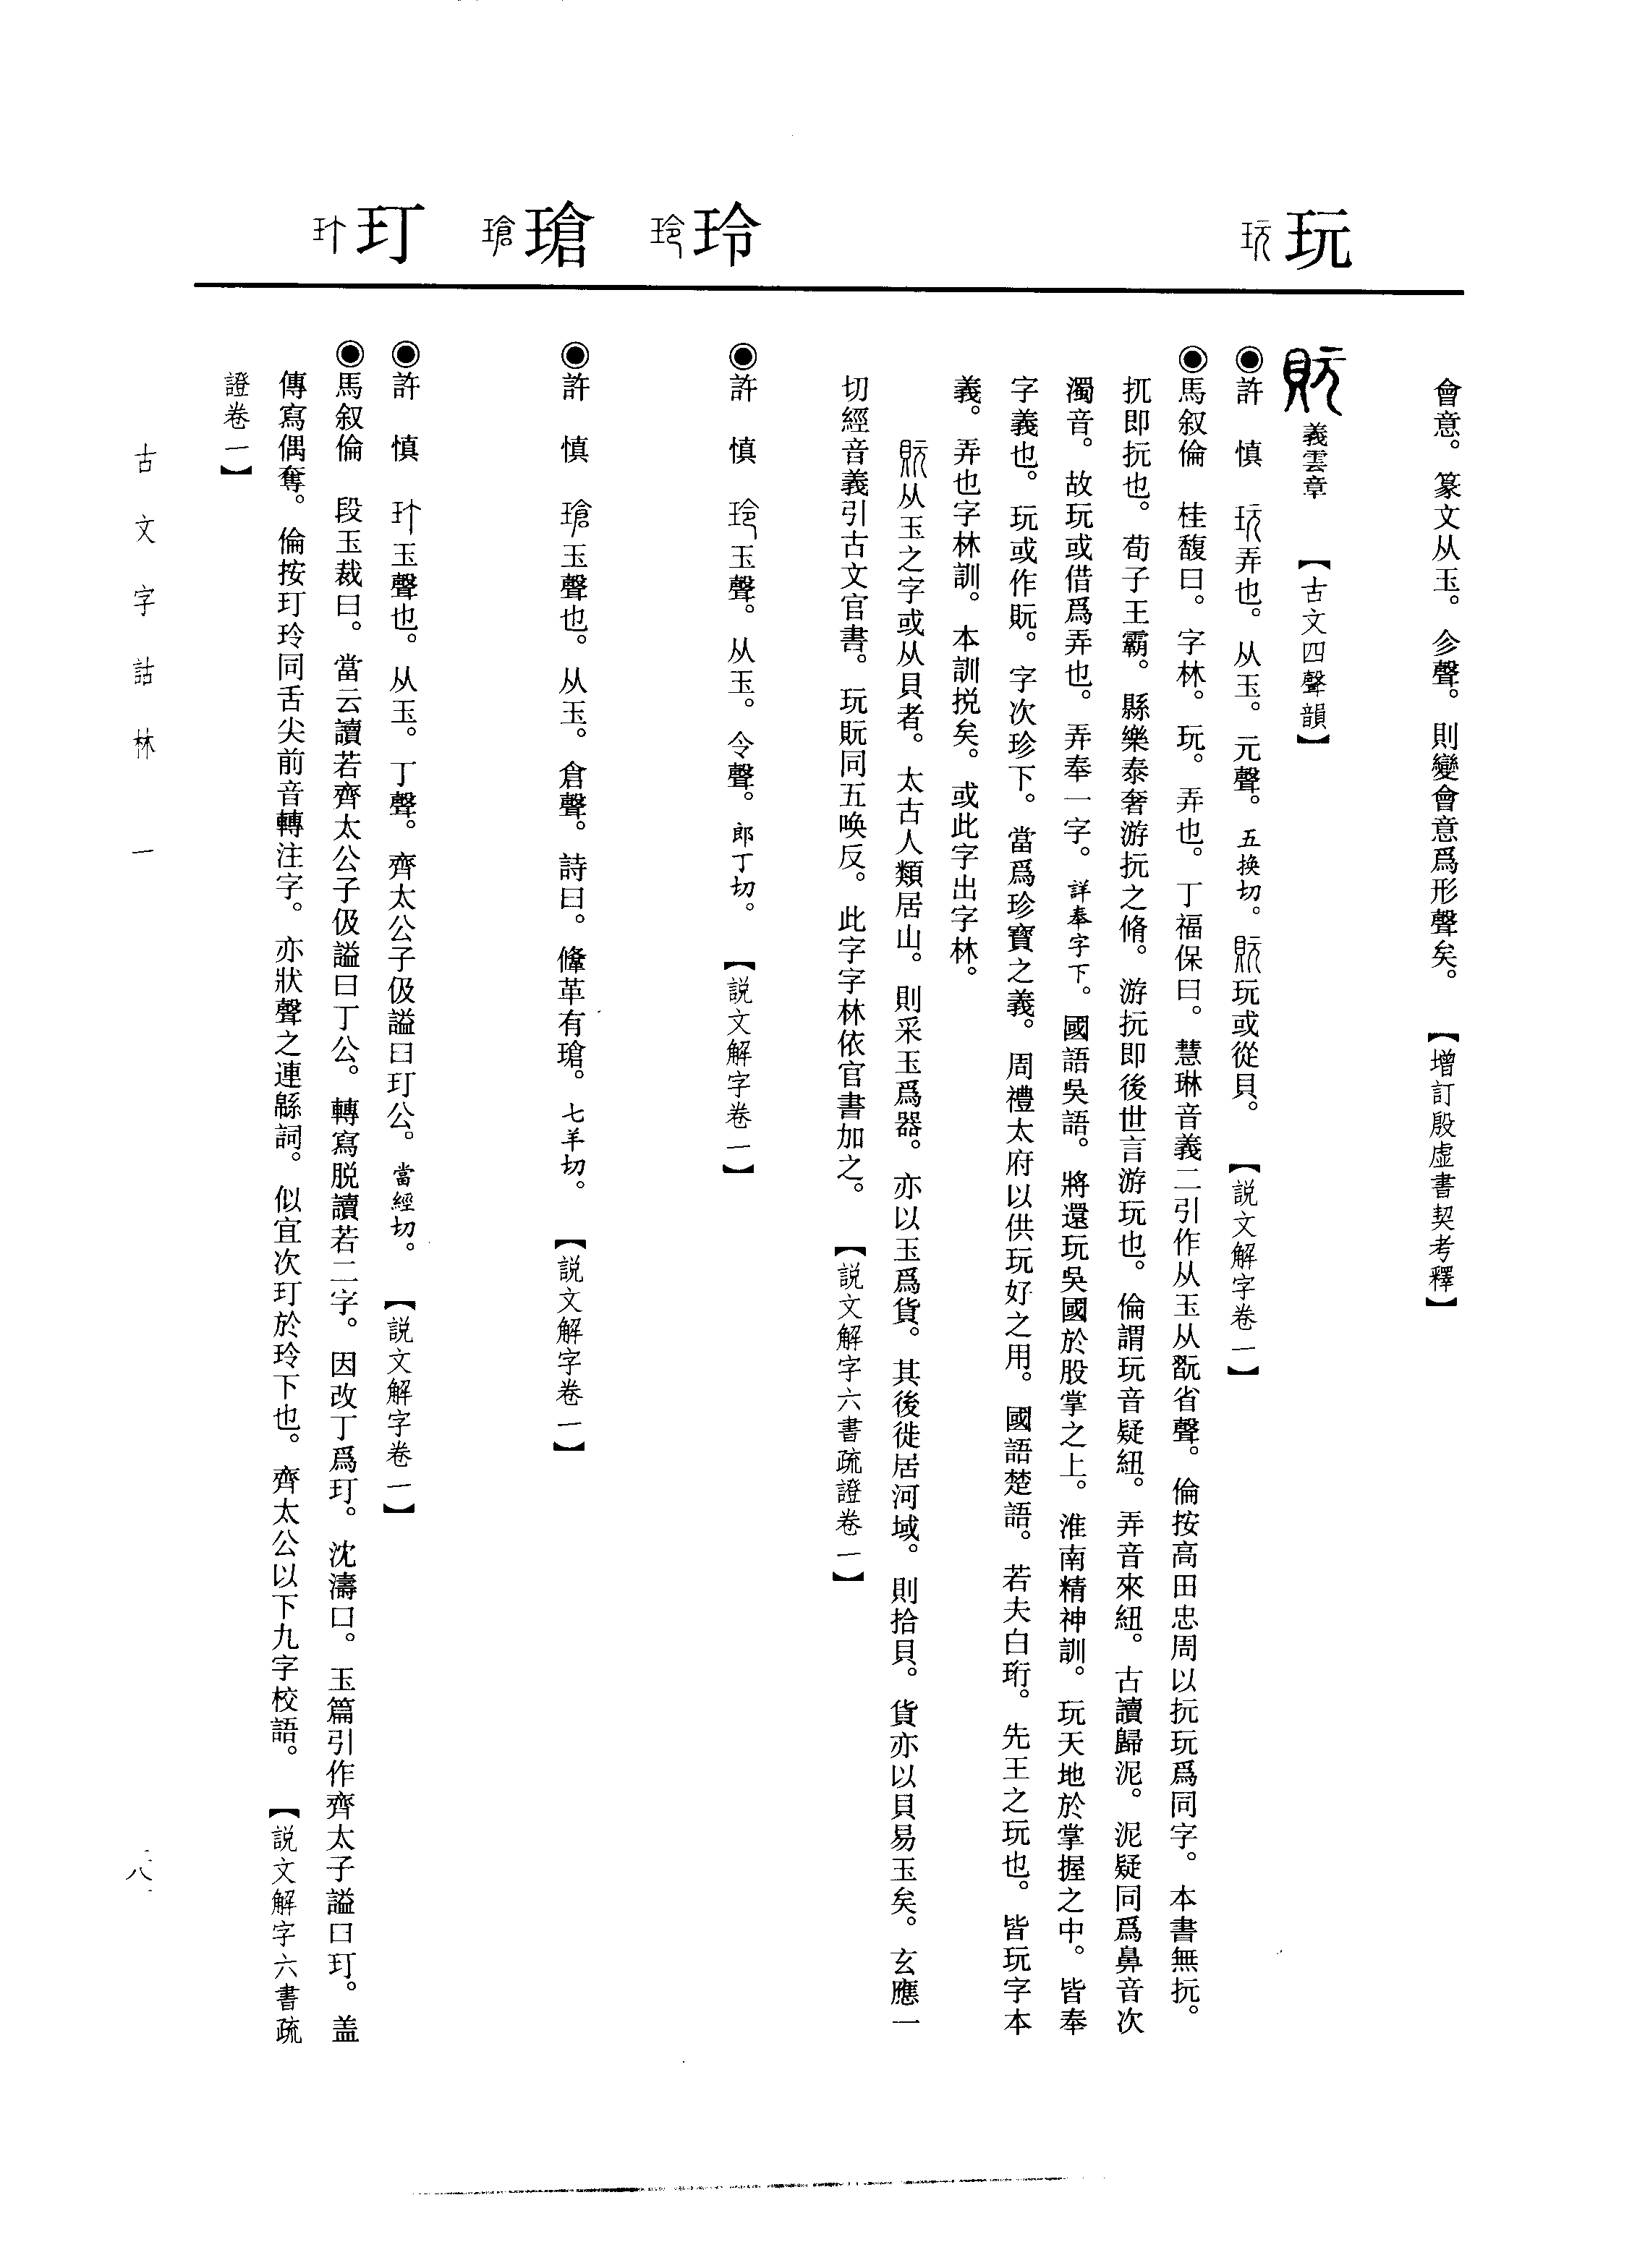 玩
玲
瑲
玎
會意。篆文从玉。㐱聲。則變會意爲形聲矣。【增訂殷虛書契考釋】
義雲章【古文四聲韻】
◉許 慎 弄也。从玉。元聲。五換切。玩或從貝。【説文解字卷一】
◉馬叙倫 桂馥曰。字林。玩。弄也。丁福保曰。慧琳音義二引作从玉从翫省聲。倫按高田忠周以抏玩爲同字。本書無抏。
扤即抏也。荀子王霸。縣樂泰奢游抏之脩。游抏即後世言游玩也。倫謂玩音疑紐。弄音來紐。古讀歸泥。泥疑同爲鼻音次
濁音。故玩或借爲弄也。弄奉一字。詳奉字下。國語吳語。將還玩吳國於股掌之上。淮南精神訓。玩天地於掌握之中。皆奉
字義也。玩或作貦。字次珍下。當爲珍寶之義。周禮太府以供玩好之用。國語楚語。若夫白珩。先王之玩也。皆玩字本
義。弄也字林訓。本訓挩矣。或此字出字林。
从玉之字或从貝者。太古人類居山。則采玉爲器。亦以玉爲貨。其後徙居河域。則拾貝。貨亦以貝易玉矣。玄應一
切經音義引古文官書。玩貦同五喚反。此字字林依官書加之。【説文解字六書疏證卷一】
◉許 慎 玉聲。从玉。令聲。郎丁切。【説文解字卷一】
◉許 慎 玉聲也。从玉。倉聲。詩曰。鞗革有瑲。七羊切。【説文解字卷一】
◉許 慎 玉聲也。从玉。丁聲。齊太公子伋謚曰玎公。當經切。【説文解字卷一】
◉馬叙倫 段玉裁曰。當云讀若齊太公子伋謚曰丁公。轉寫脱讀若二字。因改丁爲玎。沈濤曰。玉篇引作齊太子謚曰玎。盖
傳寫偶奪。倫按玎玲同舌尖前音轉注字。亦狀聲之連緜詞。似宜次玎於玲下也。齊太公以下九字校語。【説文解字六書疏
證卷一】
古文字詁林 一